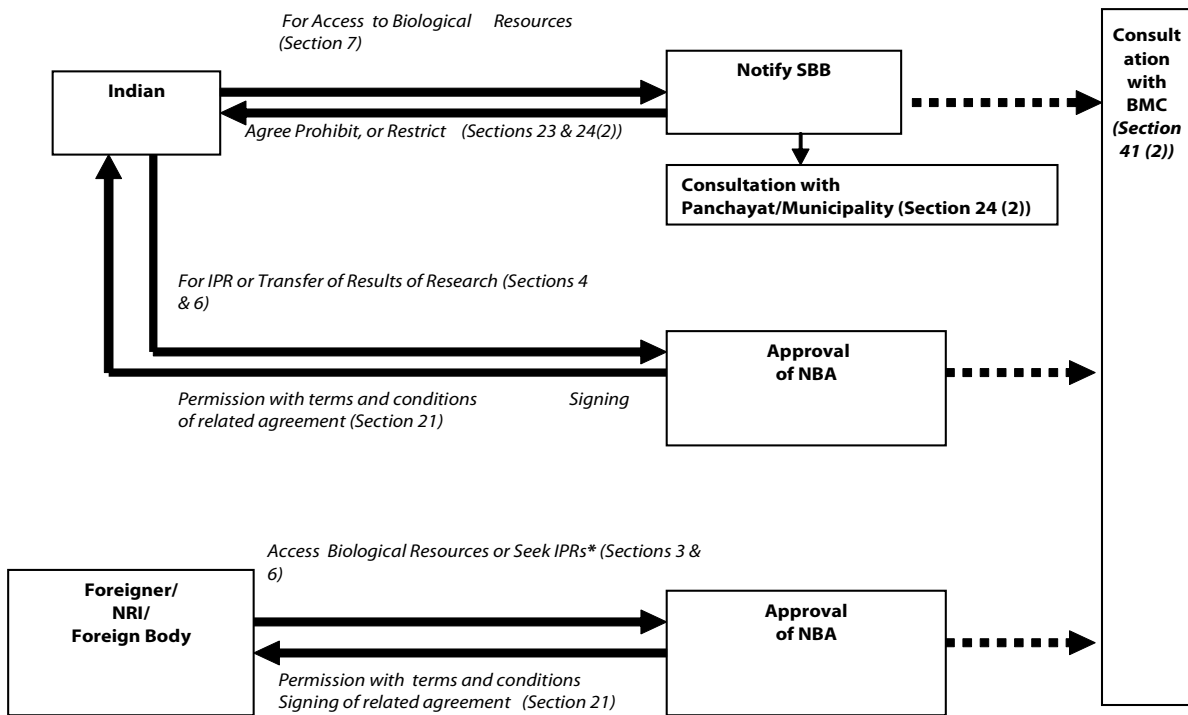 For Access to Biological Resources
(Section 7)
Indian
Notify SBB
Agree Prohibit, or Restrict (Sections 23 & 24(2))
Consultation with
Panchayat/Municipality (Section 24 (2))
Consult
ation
with
BMC
(Section
41 (2))
For IPR or Transfer of Results of Research (Sections 4
& 6)
Approval
of NBA
Permission with terms and conditions Signing
of related agreement (Section 21)
Access Biological Resources or Seek IPRs* (Sections 3 &
6)
Foreigner/
NRI/
Foreign Body
Approval
of NBA
Permission with terms and conditions
Signing of related agreement (Section 21)